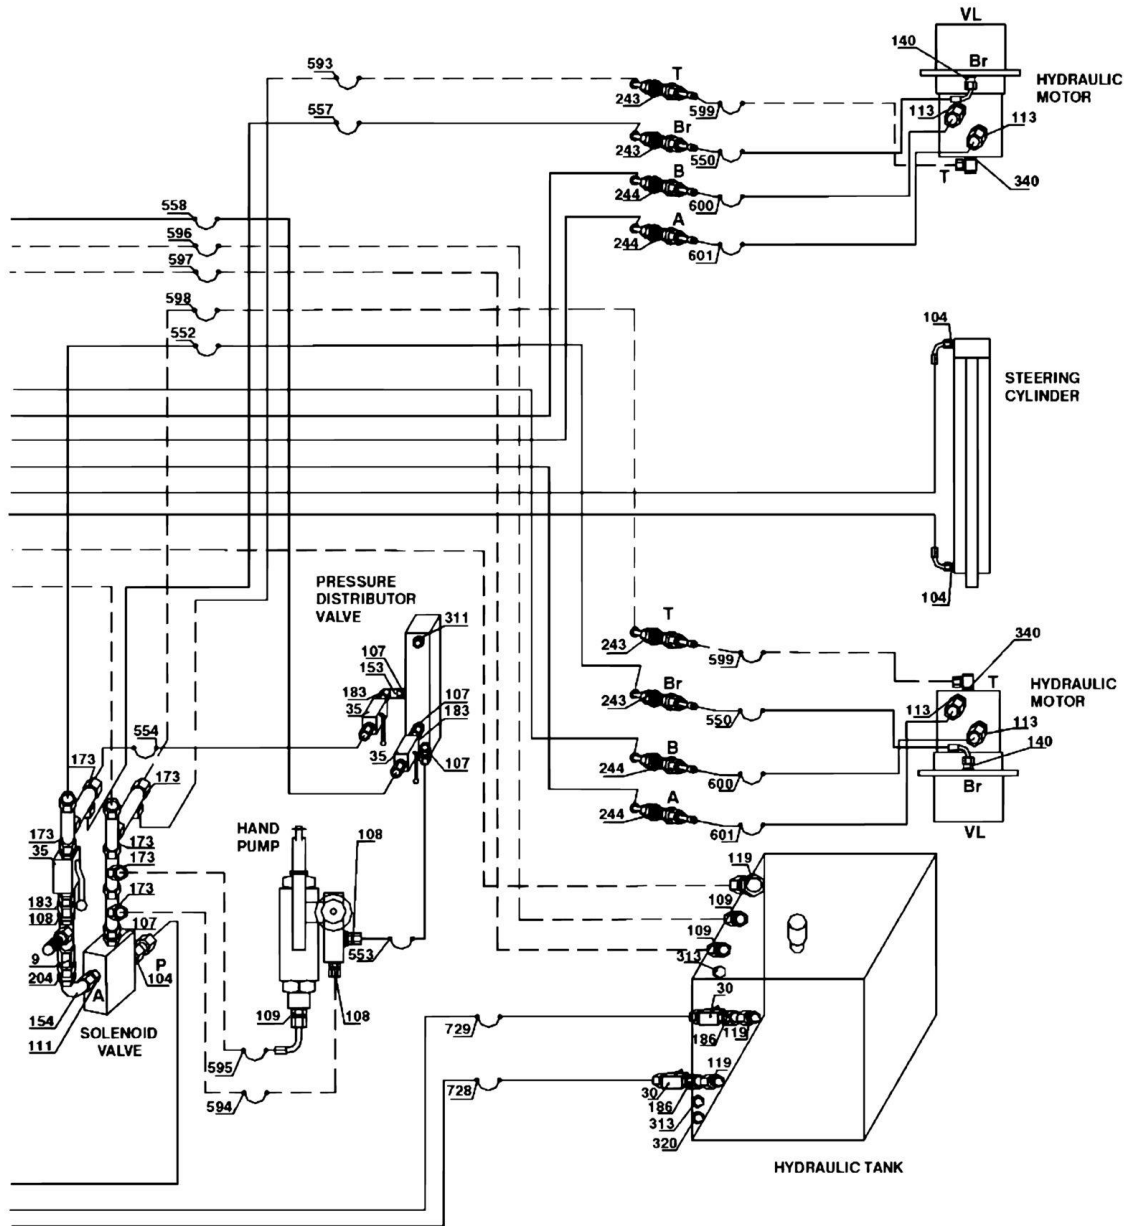 VL
140
Br
HYDRAULIC
MOTOR
113
113
T
340
593
T
243
599
557
Br
243
550
B
244
600
A
244
601
558
596
597
598
552
104
STEERING
CYLINDER
104
PRESSURE
DISTRIBUTOR
VALVE
311
107
153
183
35
107
183
35
107
554
T
243
599
340
T
HYDRAULIC
MOTOR
Br
243
550
113
113
140
B
244
600
Br
A
244
601
VL
173
173
173
35
173
173
173
183
108
107
9
204
P
104
A
154
111
SOLENOID
VALVE
HAND
PUMP
108
553
109
108
595
594
119
109
109
313
30
729
186
119
119
728
30
186
313
320
HYDRAULIC TANK